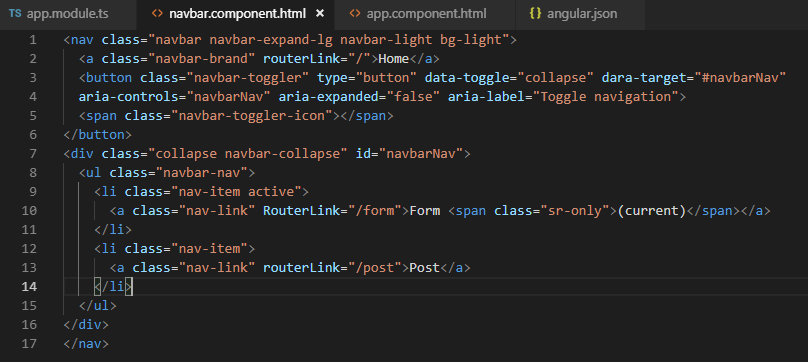 TS app.module.ts <> navbar.component.html × <> app.component.html {} angular.json
1 <nav class="navbar navbar-expand-lg navbar-light bg-light">
2 <a class="navbar-brand" routerLink="/">Home</a>
3 <button class="navbar-toggler" type="button" data-toggle="collapse" dara-target="#navbarNav"
4 aria-controls="navbarNav" aria-expanded="false" aria-label="Toggle navigation">
5 <span class="navbar-toggler-icon"></span>
6 </button>
7 <div class="collapse navbar-collapse" id="navbarNav">
8 <ul class="navbar-nav">
9 <li class="nav-item active">
10 <a class="nav-link" RouterLink="/form">Form <span class="sr-only">(current)</span></a>
11 </li>
12 <li class="nav-item">
13 <a class="nav-link" routerLink="/post">Post</a>
14 </li>
15 </ul>
16 </div>
17 </nav>